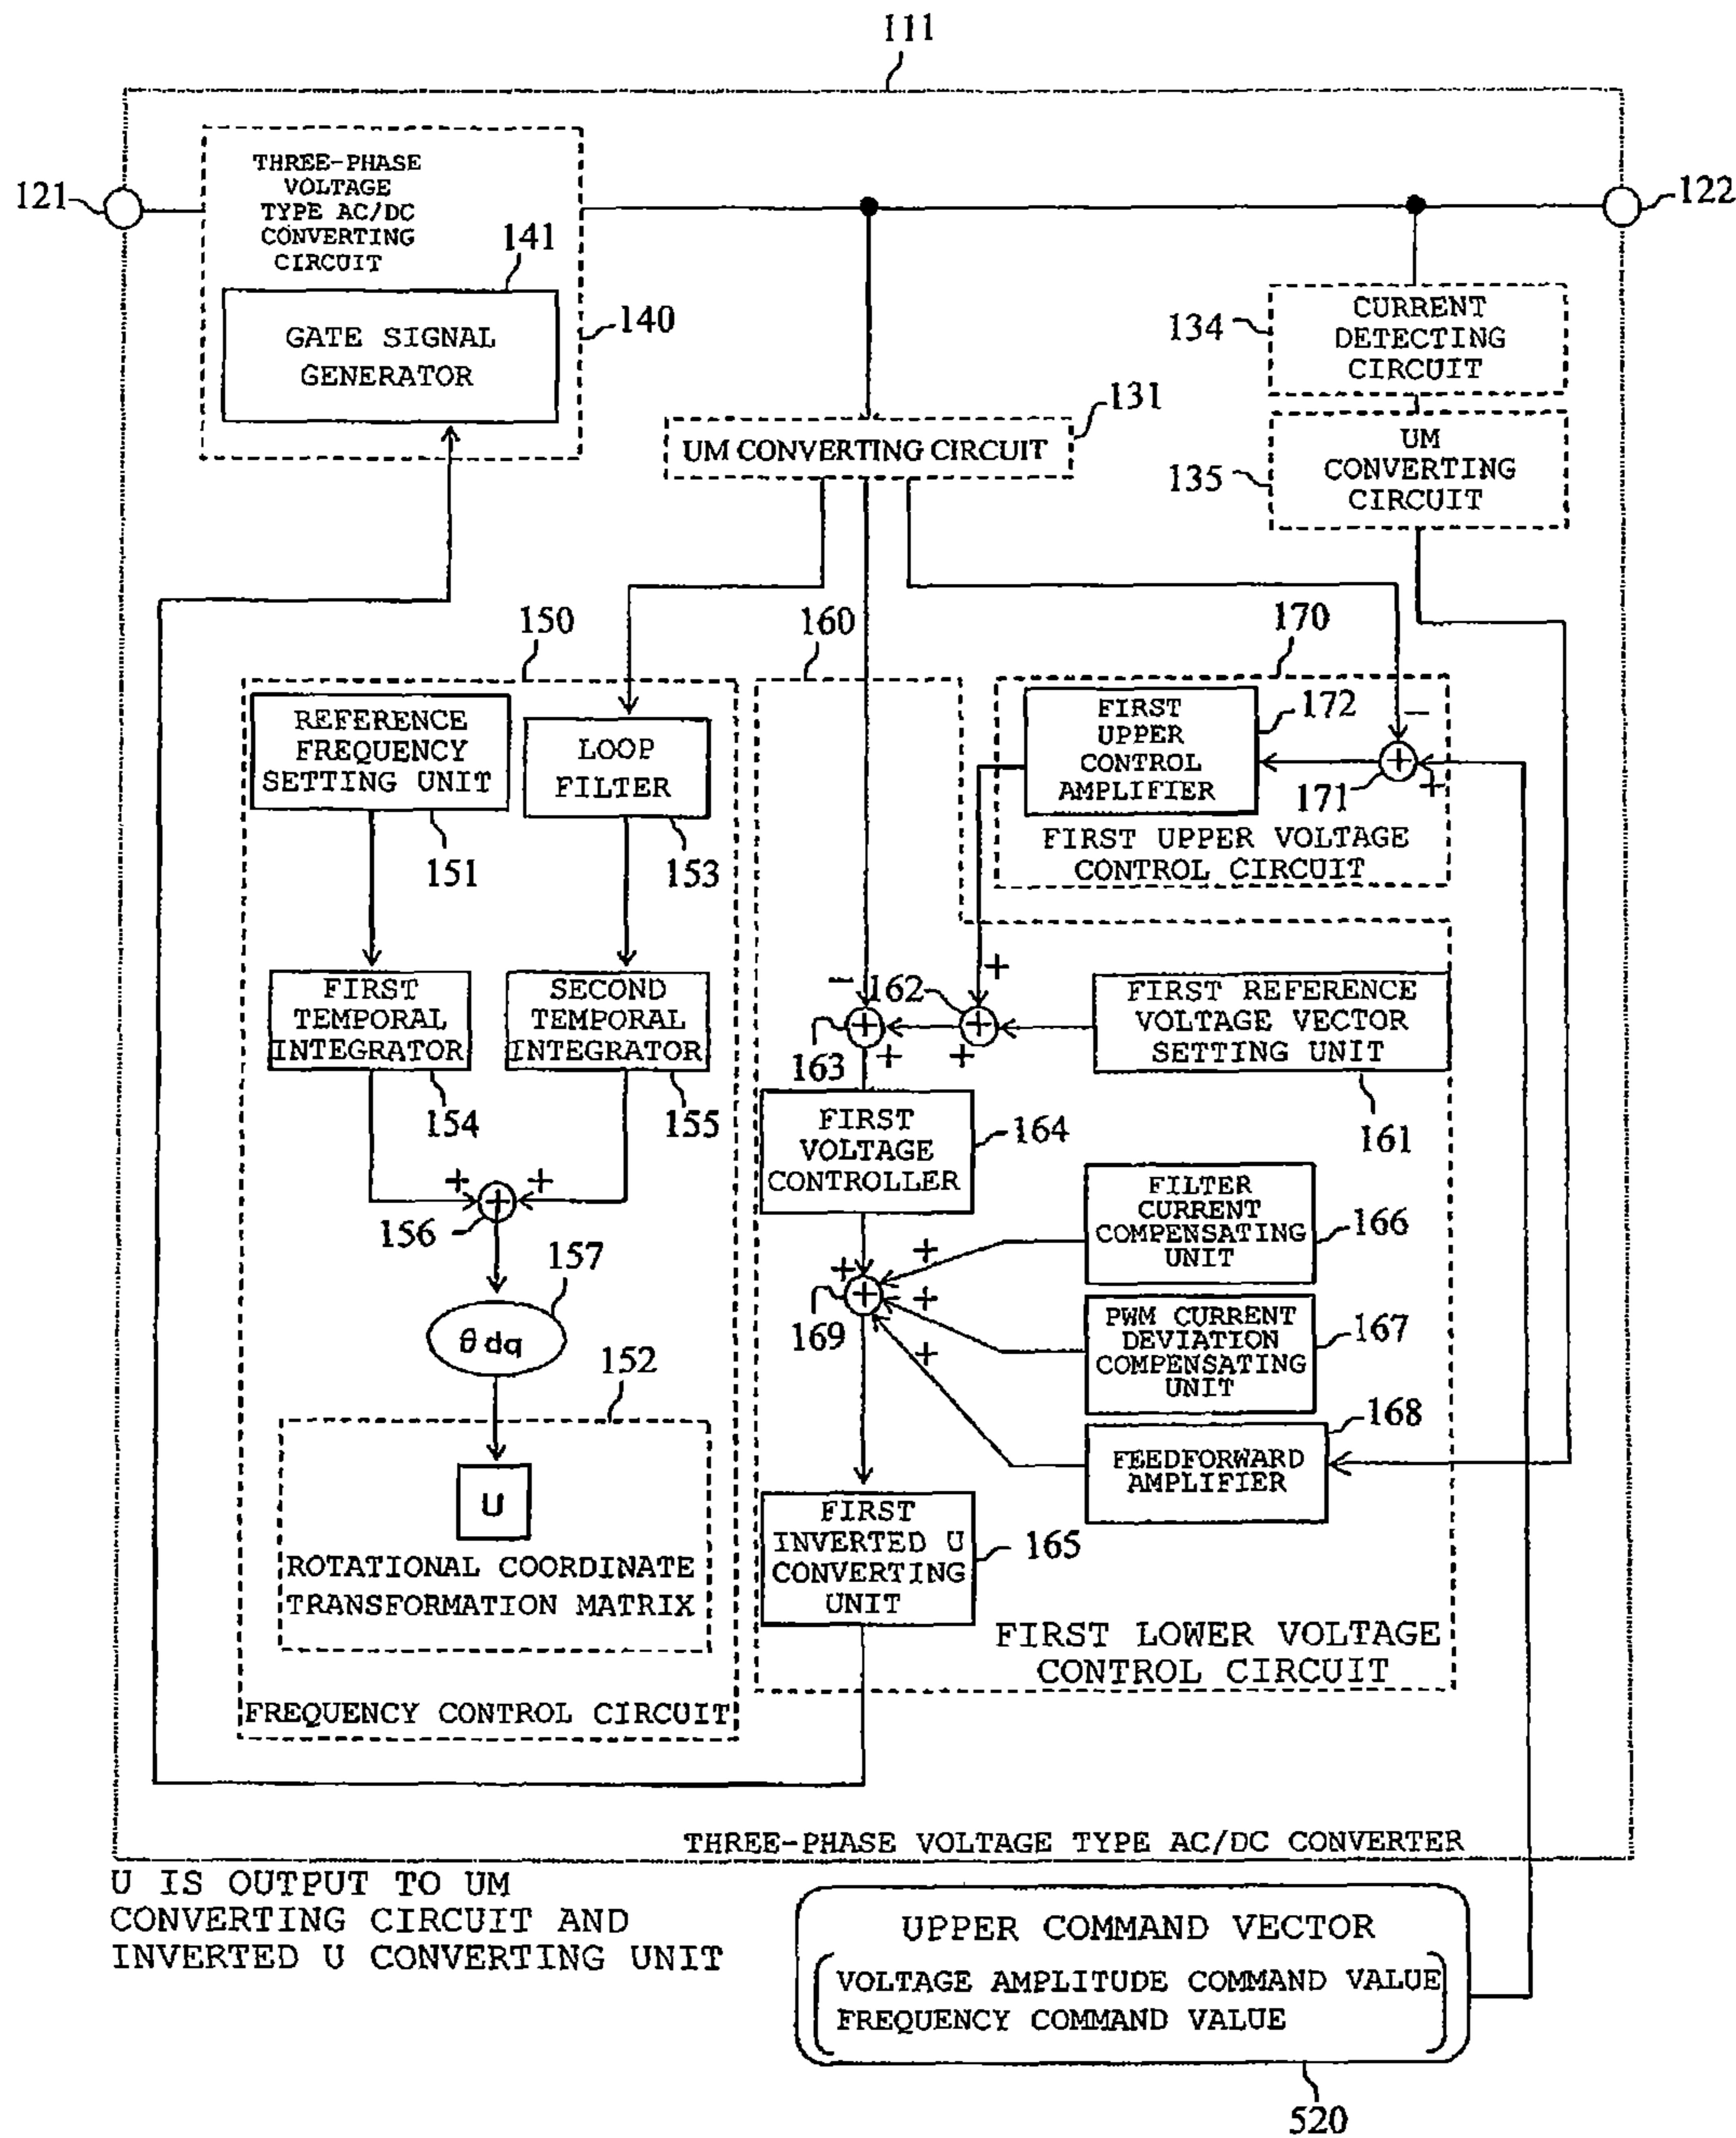 111
THREE-PHASE
VOLTAGE
TYPE AC/DC
CONVERTING
CIRCUIT
121
122
141
GATE SIGNAL
GENERATOR
140
134
CURRENT
DETECTING
CIRCUIT
131
UM CONVERTING CIRCUIT
135
UM
CONVERTING
CIRCUIT
150
160
170
REFERENCE
FREQUENCY
SETTING UNIT
151
LOOP
FILTER
153
FIRST
UPPER
CONTROL
AMPLIFIER
172
−
+
171
+
FIRST UPPER VOLTAGE
CONTROL CIRCUIT
FIRST
TEMPORAL
INTEGRATOR
154
SECOND
TEMPORAL
INTEGRATOR
155
−
162
+
+
+
163
+
+
FIRST REFERENCE
VOLTAGE VECTOR
SETTING UNIT
161
FIRST
VOLTAGE
CONTROLLER
164
+
+
+
156
157
θdq
152
U
ROTATIONAL COORDINATE
TRANSFORMATION MATRIX
FREQUENCY CONTROL CIRCUIT
FILTER
CURRENT
COMPENSATING
UNIT
166
+
+
+
+
+
169
PWM CURRENT
DEVIATION
COMPENSATING
UNIT
167
FEEDFORWARD
AMPLIFIER
168
FIRST
INVERTED U
CONVERTING
UNIT
165
FIRST LOWER VOLTAGE
CONTROL CIRCUIT
THREE-PHASE VOLTAGE TYPE AC/DC CONVERTER
U IS OUTPUT TO UM
CONVERTING CIRCUIT AND
INVERTED U CONVERTING UNIT
UPPER COMMAND VECTOR
VOLTAGE AMPLITUDE COMMAND VALUE
FREQUENCY COMMAND VALUE
520